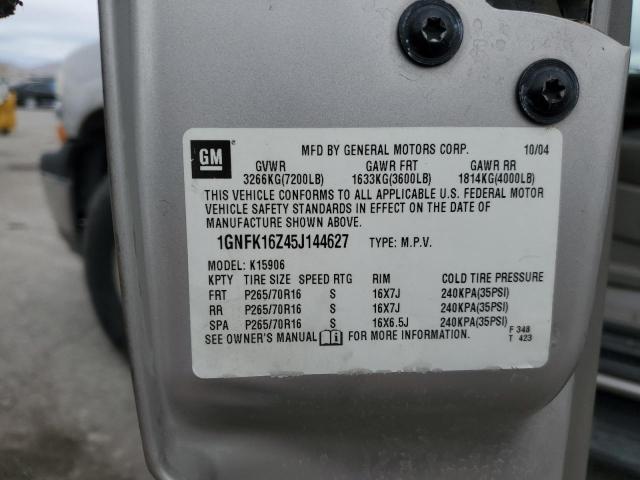 GM MFD BY GENERAL MOTORS CORP. 10/04
GVWR GAWR FRT GAWR RR
3266KG(7200LB) 1633KG(3600LB) 1814KG(4000LB)
THIS VEHICLE CONFORMS TO ALL APPLICABLE U.S. FEDERAL MOTOR
VEHICLE SAFETY STANDARDS IN EFFECT ON THE DATE OF
MANUFACTURE SHOWN ABOVE.
1GNFK16Z45J144627 TYPE: M.P.V.
MODEL: K15906
KPTY TIRE SIZE SPEED RTG RIM COLD TIRE PRESSURE
FRT P265/70R16 S 16X7J 240KPA(35PSI)
RR P265/70R16 S 16X7J 240KPA(35PSI)
SPA P265/70R16 S 16X6.5J 240KPA(35PSI)
SEE OWNER'S MANUAL FOR MORE INFORMATION.
F 348
T 423